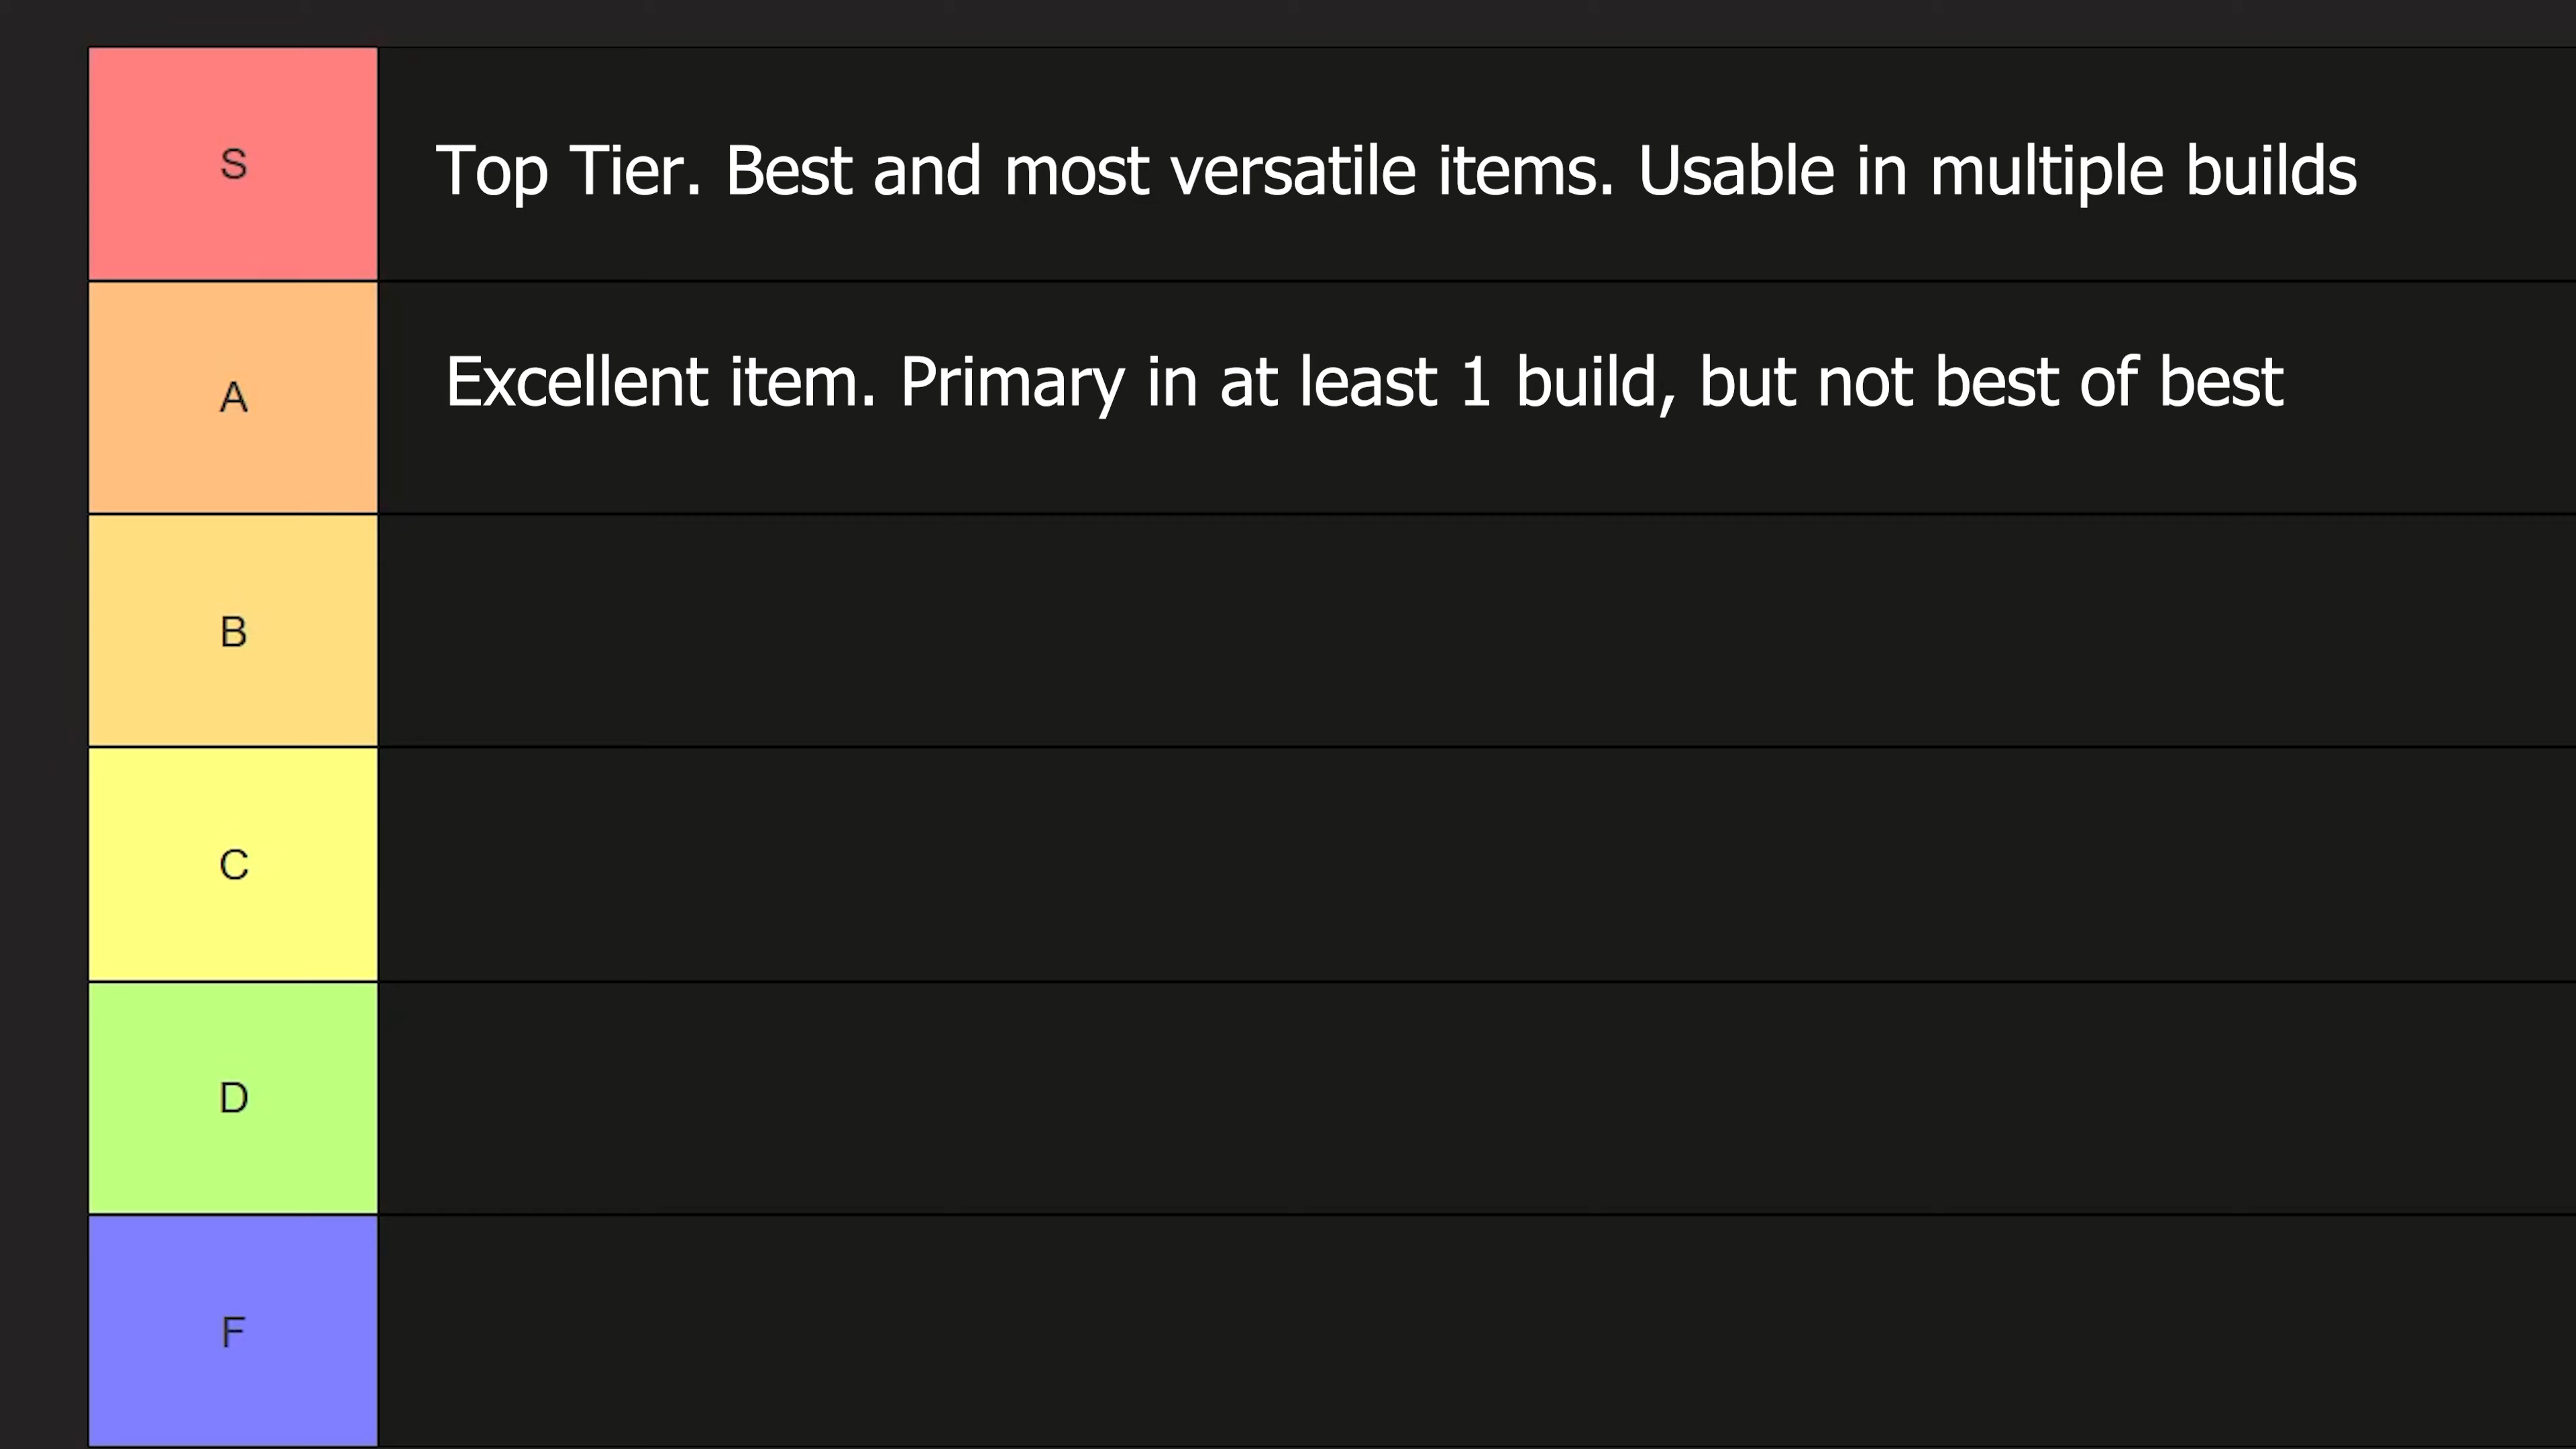 S
Top Tier. Best and most versatile items. Usable in multiple builds
A
Excellent item. Primary in at least 1 build, but not best of best
B
C
D
F